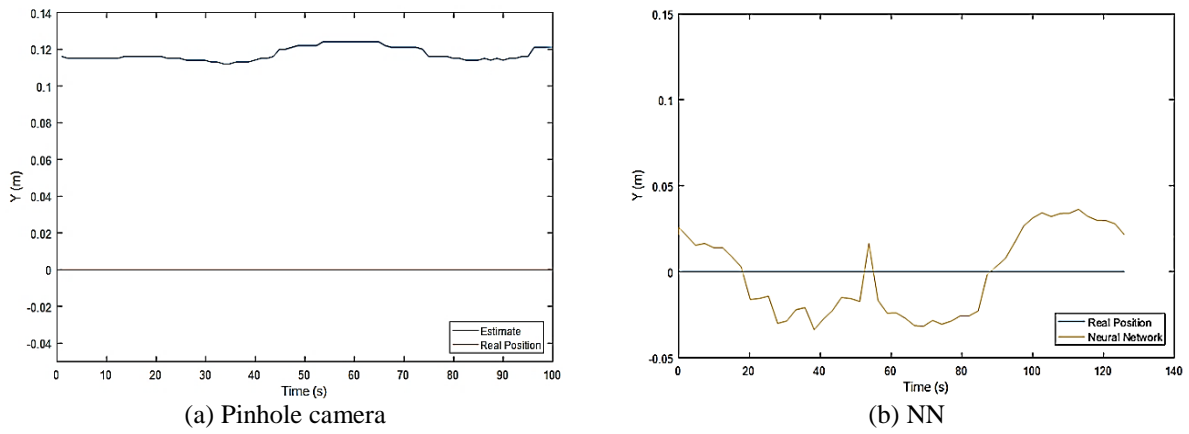 0.14
0.12
0.1
0.08
0.06
0.04
0.02
0
-0.02
-0.04
Y (m)
0 10 20 30 40 50 60 70 80 90 100
Time (s)
Estimate
Real Position
(a) Pinhole camera
0.15
0.1
0.05
0
-0.05
Y (m)
0 20 40 60 80 100 120 140
Time (s)
Real Position
Neural Network
(b) NN